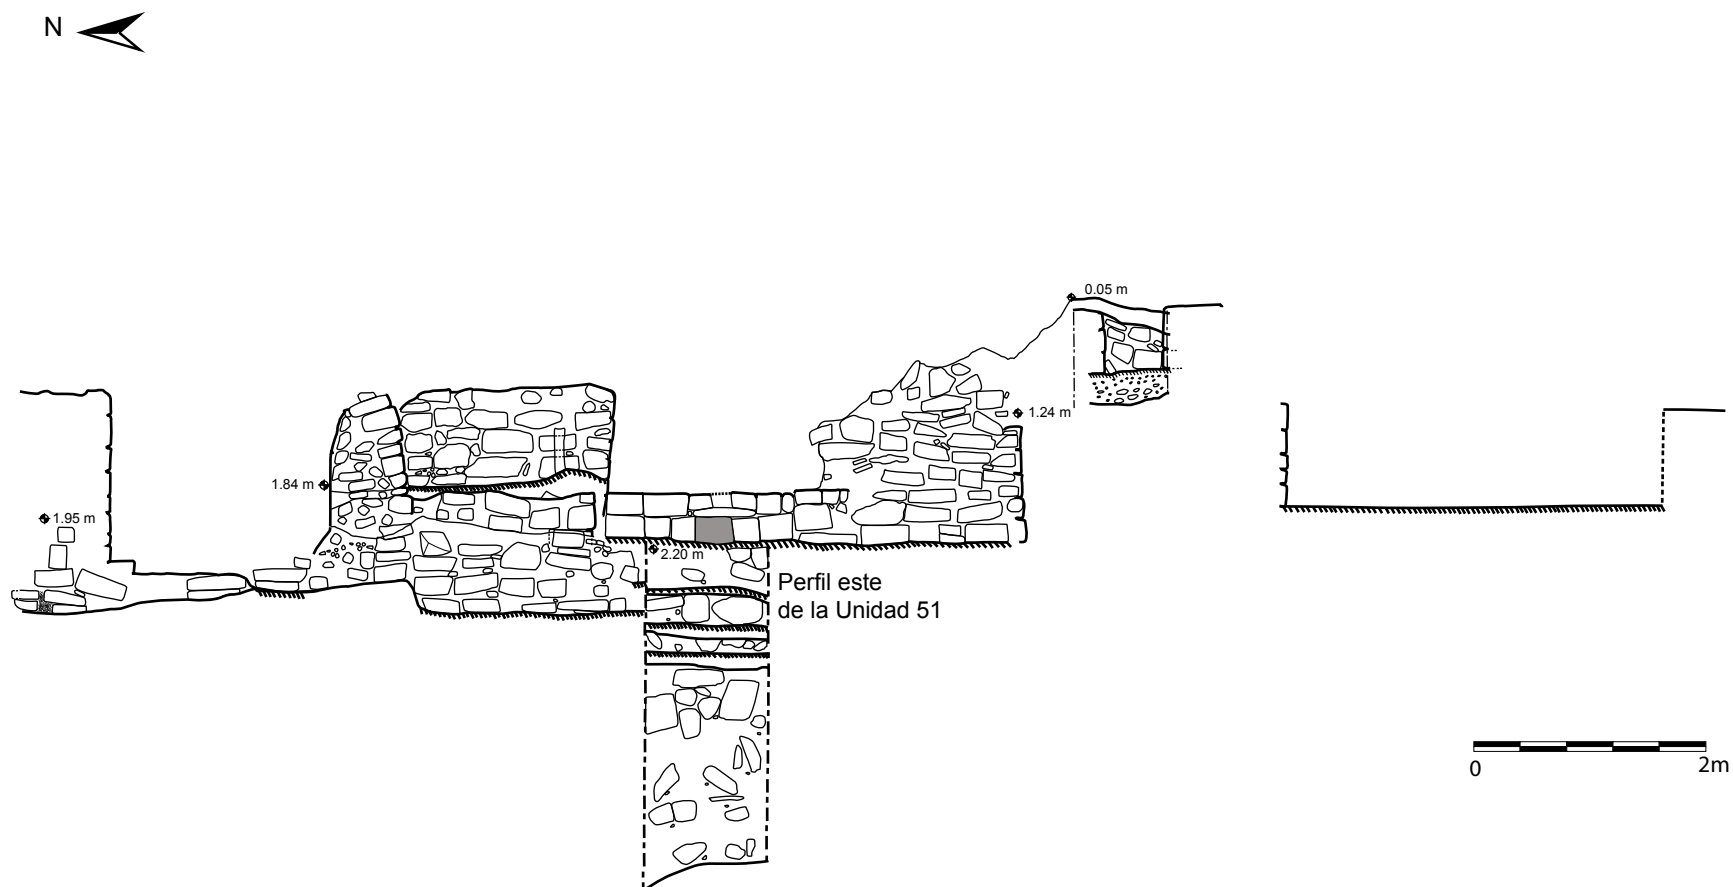 N
0.05 m
1.24 m
1.84 m
1.95 m
2.20 m
Perfil este
de la Unidad 51
0 2m